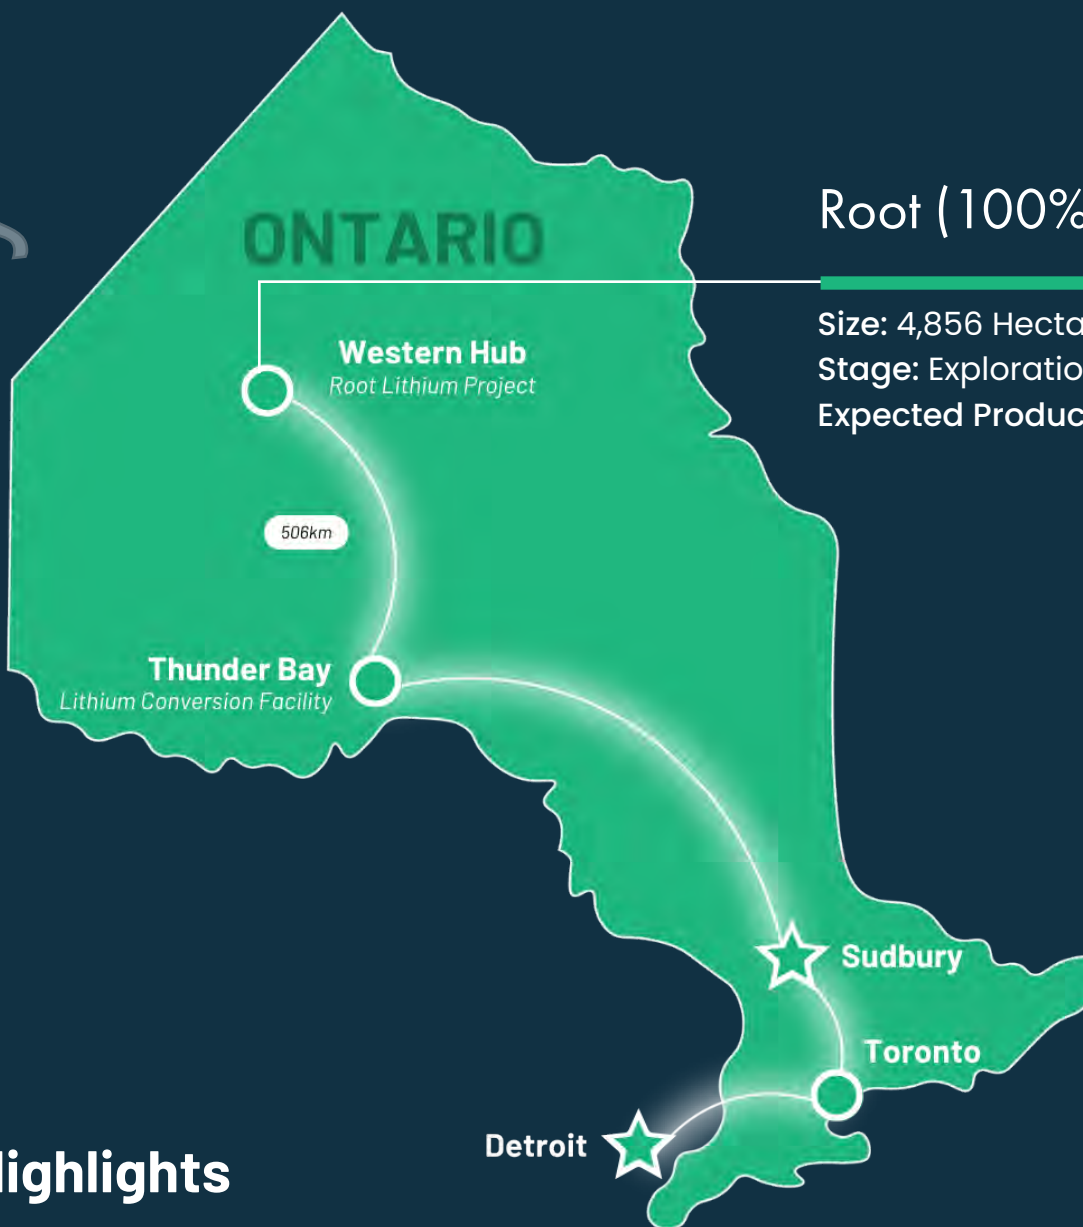 ONTARIO
Root (100%
Size: 4,856 Hecta
Stage: Exploratio
Expected Produc
Western Hub
Root Lithium Project
506km
Thunder Bay
Lithium Conversion Facility
Sudbury
Toronto
Detroit
lighlights